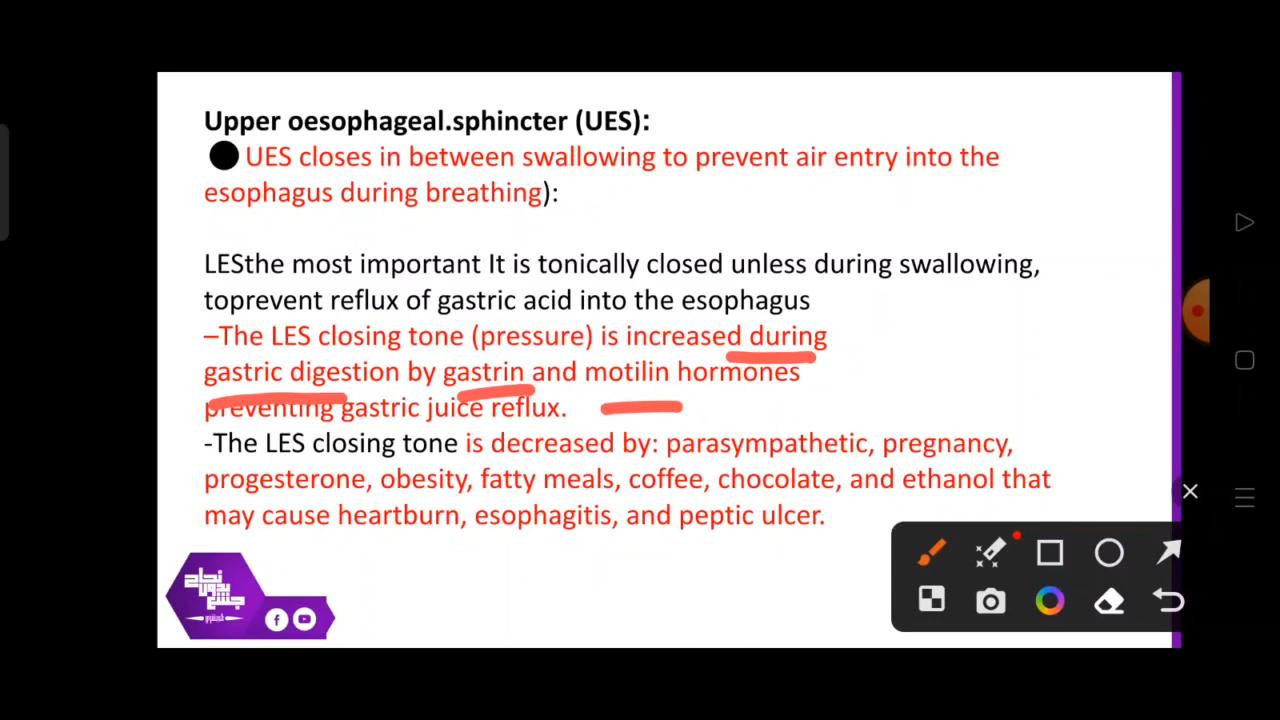 Upper oesophageal.sphincter (UES):
● UES closes in between swallowing to prevent air entry into the
esophagus during breathing):
LESthe most important It is tonically closed unless during swallowing,
toprevent reflux of gastric acid into the esophagus
–The LES closing tone (pressure) is increased during
gastric digestion by gastrin and motilin hormones
preventing gastric juice reflux.
-The LES closing tone is decreased by: parasympathetic, pregnancy,
progesterone, obesity, fatty meals, coffee, chocolate, and ethanol that
may cause heartburn, esophagitis, and peptic ulcer.
نجاح
بدون